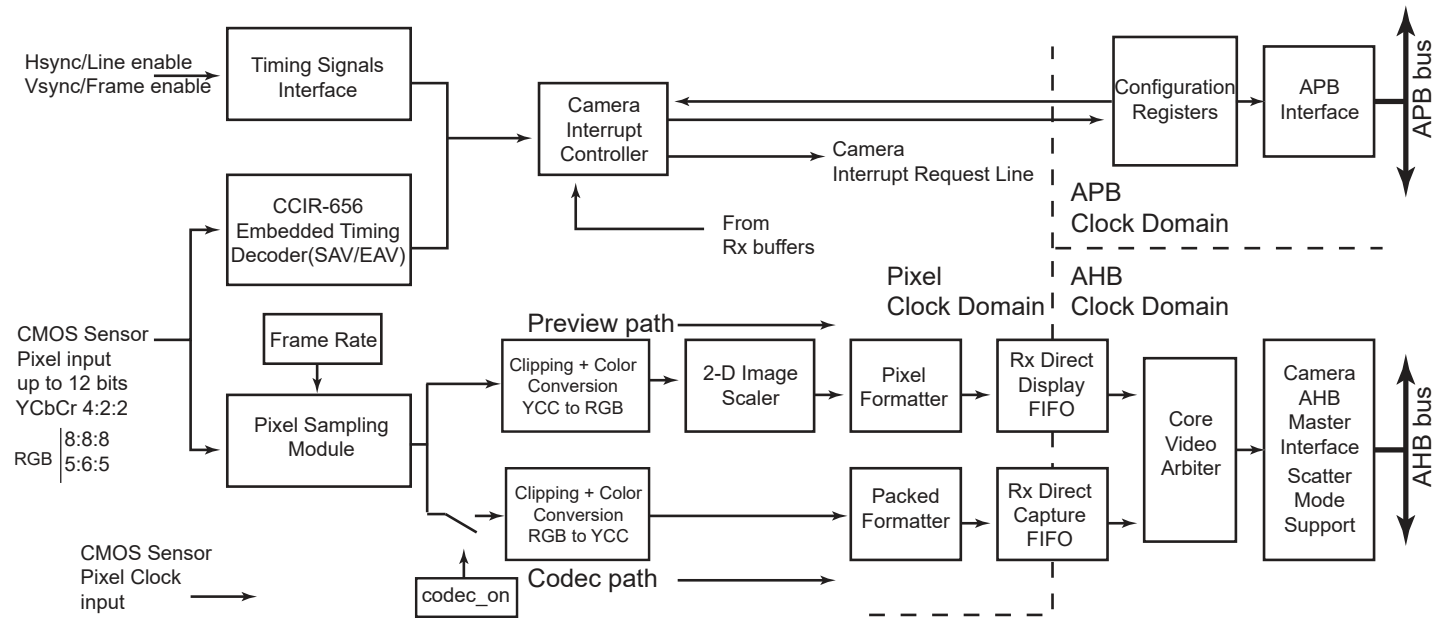 Hsync/Line enable
Vsync/Frame enable
Timing Signals
Interface
Camera
Interrupt
Controller
Configuration
Registers
APB
Interface
APB bus
Camera
Interrupt Request Line
CCIR-656
Embedded Timing
Decoder(SAV/EAV)
From
Rx buffers
APB
Clock Domain
Pixel
Clock Domain
AHB
Clock Domain
CMOS Sensor
Pixel input
up to 12 bits
YCbCr 4:2:2
RGB
8:8:8
5:6:5
Frame Rate
Pixel Sampling
Module
Preview path
Clipping + Color
Conversion
YCC to RGB
2-D Image
Scaler
Pixel
Formatter
Rx Direct
Display
FIFO
Core
Video
Arbiter
Camera
AHB
Master
Interface
Scatter
Mode
Support
AHB bus
Clipping + Color
Conversion
RGB to YCC
Packed
Formatter
Rx Direct
Capture
FIFO
Codec path
codec_on
CMOS Sensor
Pixel Clock
input